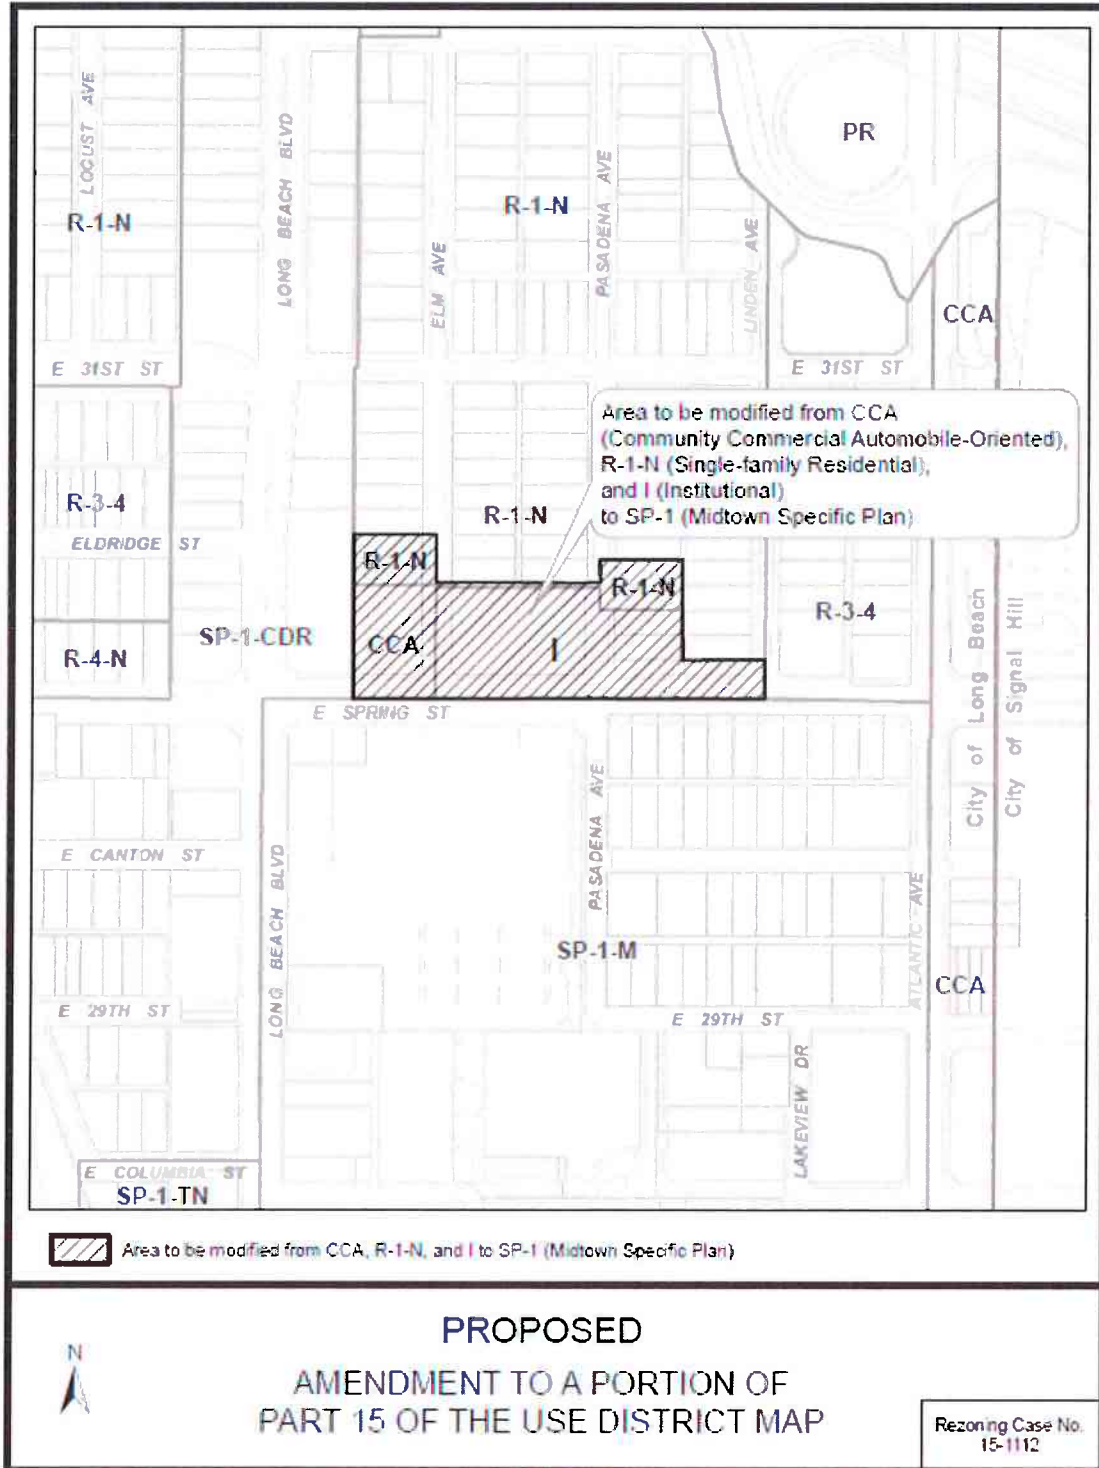 LOCUST AVE
LONG BEACH BLVD
PASADENA AVE
PR
R-1-N
R-1-N
ELM AVE
LINDEN AVE
CCA
E 31ST ST
E 31ST ST
Area to be modified from CCA
(Community Commercial Automobile-Oriented),
R-1-N (Single-family Residential),
and I (Institutional)
to SP-1 (Midtown Specific Plan)
R-3-4
R-1-N
ELDRIDGE ST
R-1-N
R-1-N
R-3-4
SP-1-CDR
CCA
I
R-4-N
City of Long Beach
City of Signal Hill
E SPRING ST
PASADENA AVE
E CANTON ST
LONG BEACH BLVD
ATLANTIC AVE
SP-1-M
CCA
E 29TH ST
E 29TH ST
LAKEVIEW DR
E COLUMBIA ST
SP-1-TN
Area to be modified from CCA, R-1-N, and I to SP-1 (Midtown Specific Plan)
N
PROPOSED
AMENDMENT TO A PORTION OF
PART 15 OF THE USE DISTRICT MAP
Rezoning Case No.
15-1112